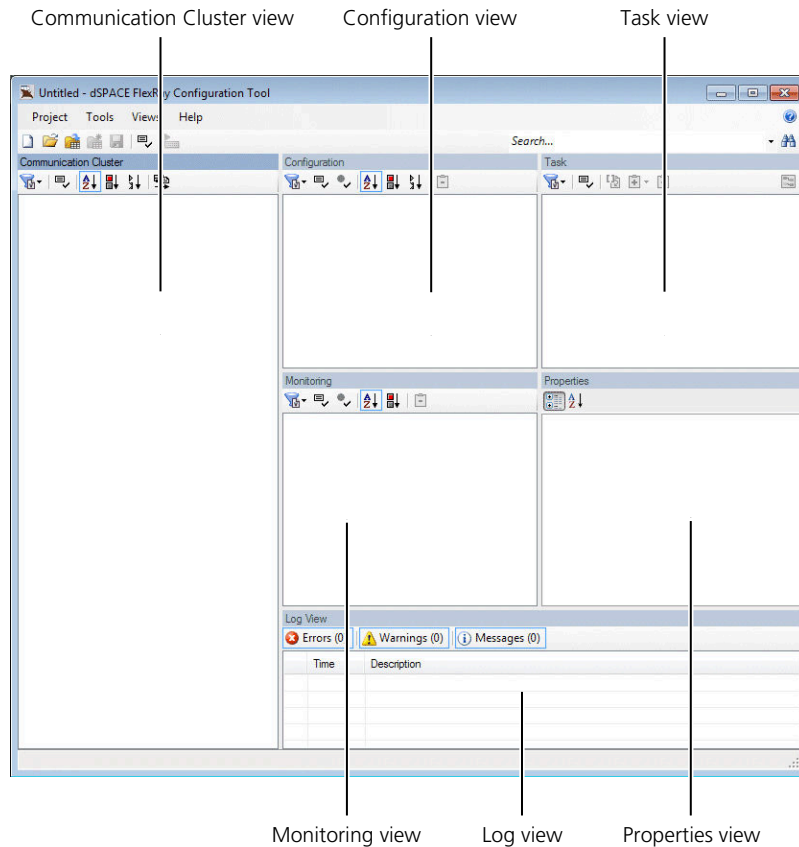 Communication Cluster view
Configuration view
Task view
Untitled - dSPACE FlexRay Configuration Tool
Project Tools Views Help
Search...
Communication Cluster
Configuration
Task
Monitoring
Properties
Log View
Errors (0) Warnings (0) Messages (0)
Time Description
Monitoring view
Log view
Properties view